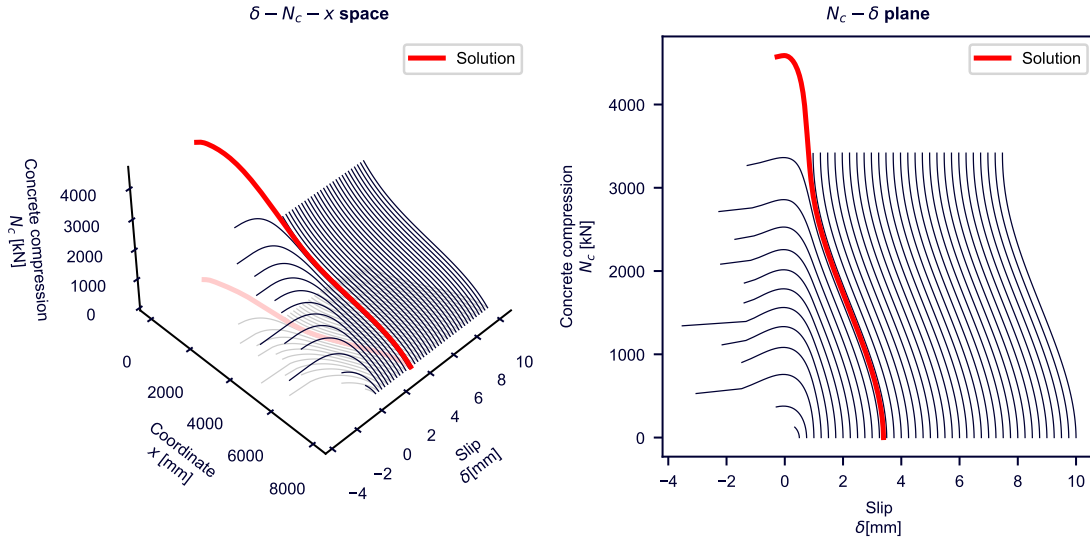 δ − N_c − x space
Solution
Concrete compression
N_c [kN]
4000
3000
2000
1000
0
0
2000
4000
6000
8000
Coordinate
x [mm]
−4
−2
0
2
4
6
8
10
Slip
δ[mm]
N_c − δ plane
Solution
Concrete compression
N_c [kN]
4000
3000
2000
1000
0
−4
−2
0
2
4
6
8
10
Slip
δ[mm]